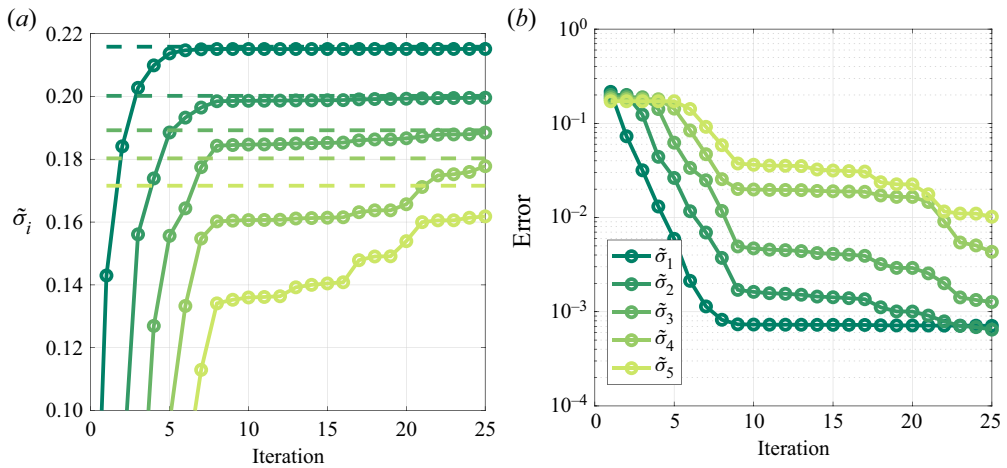 (a)
0.22
0.20
0.18
0.16
0.14
0.12
0.10
σ̃ᵢ
0 5 10 15 20 25
Iteration
(b)
10⁰
10⁻¹
10⁻²
10⁻³
10⁻⁴
Error
σ̃₁
σ̃₂
σ̃₃
σ̃₄
σ̃₅
0 5 10 15 20 25
Iteration